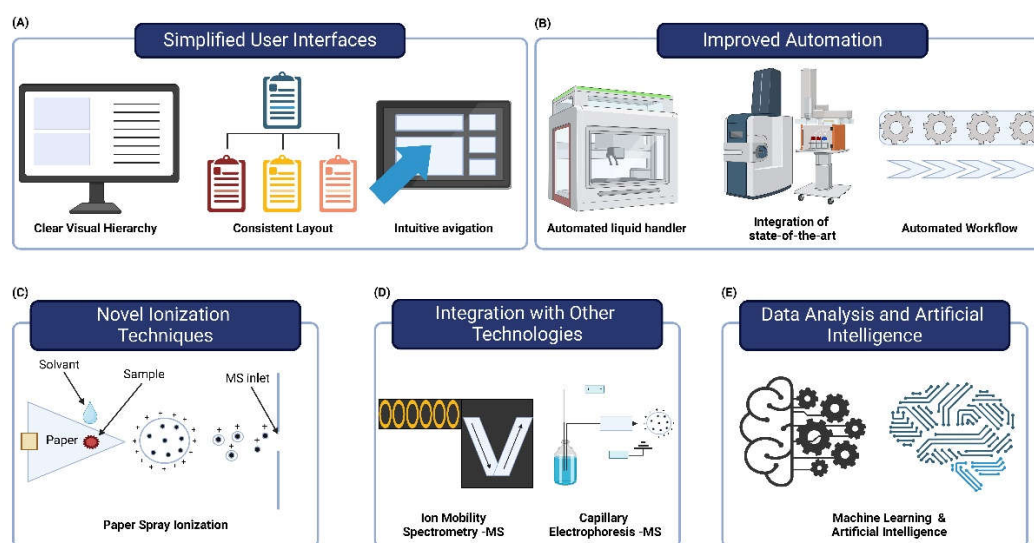 (A)
Simplified User Interfaces
Clear Visual Hierarchy
Consistent Layout
Intuitive avigation
(B)
Improved Automation
Automated liquid handler
Integration of
state-of-the-art
Automated Workflow
(C)
Novel Ionization
Techniques
Solvant
Sample
MS inlet
Paper
Paper Spray Ionization
(D)
Integration with Other
Technologies
Ion Mobility
Spectrometry -MS
Capillary
Electrophoresis -MS
(E)
Data Analysis and Artificial
Intelligence
Machine Learning &
Artificial Intelligence